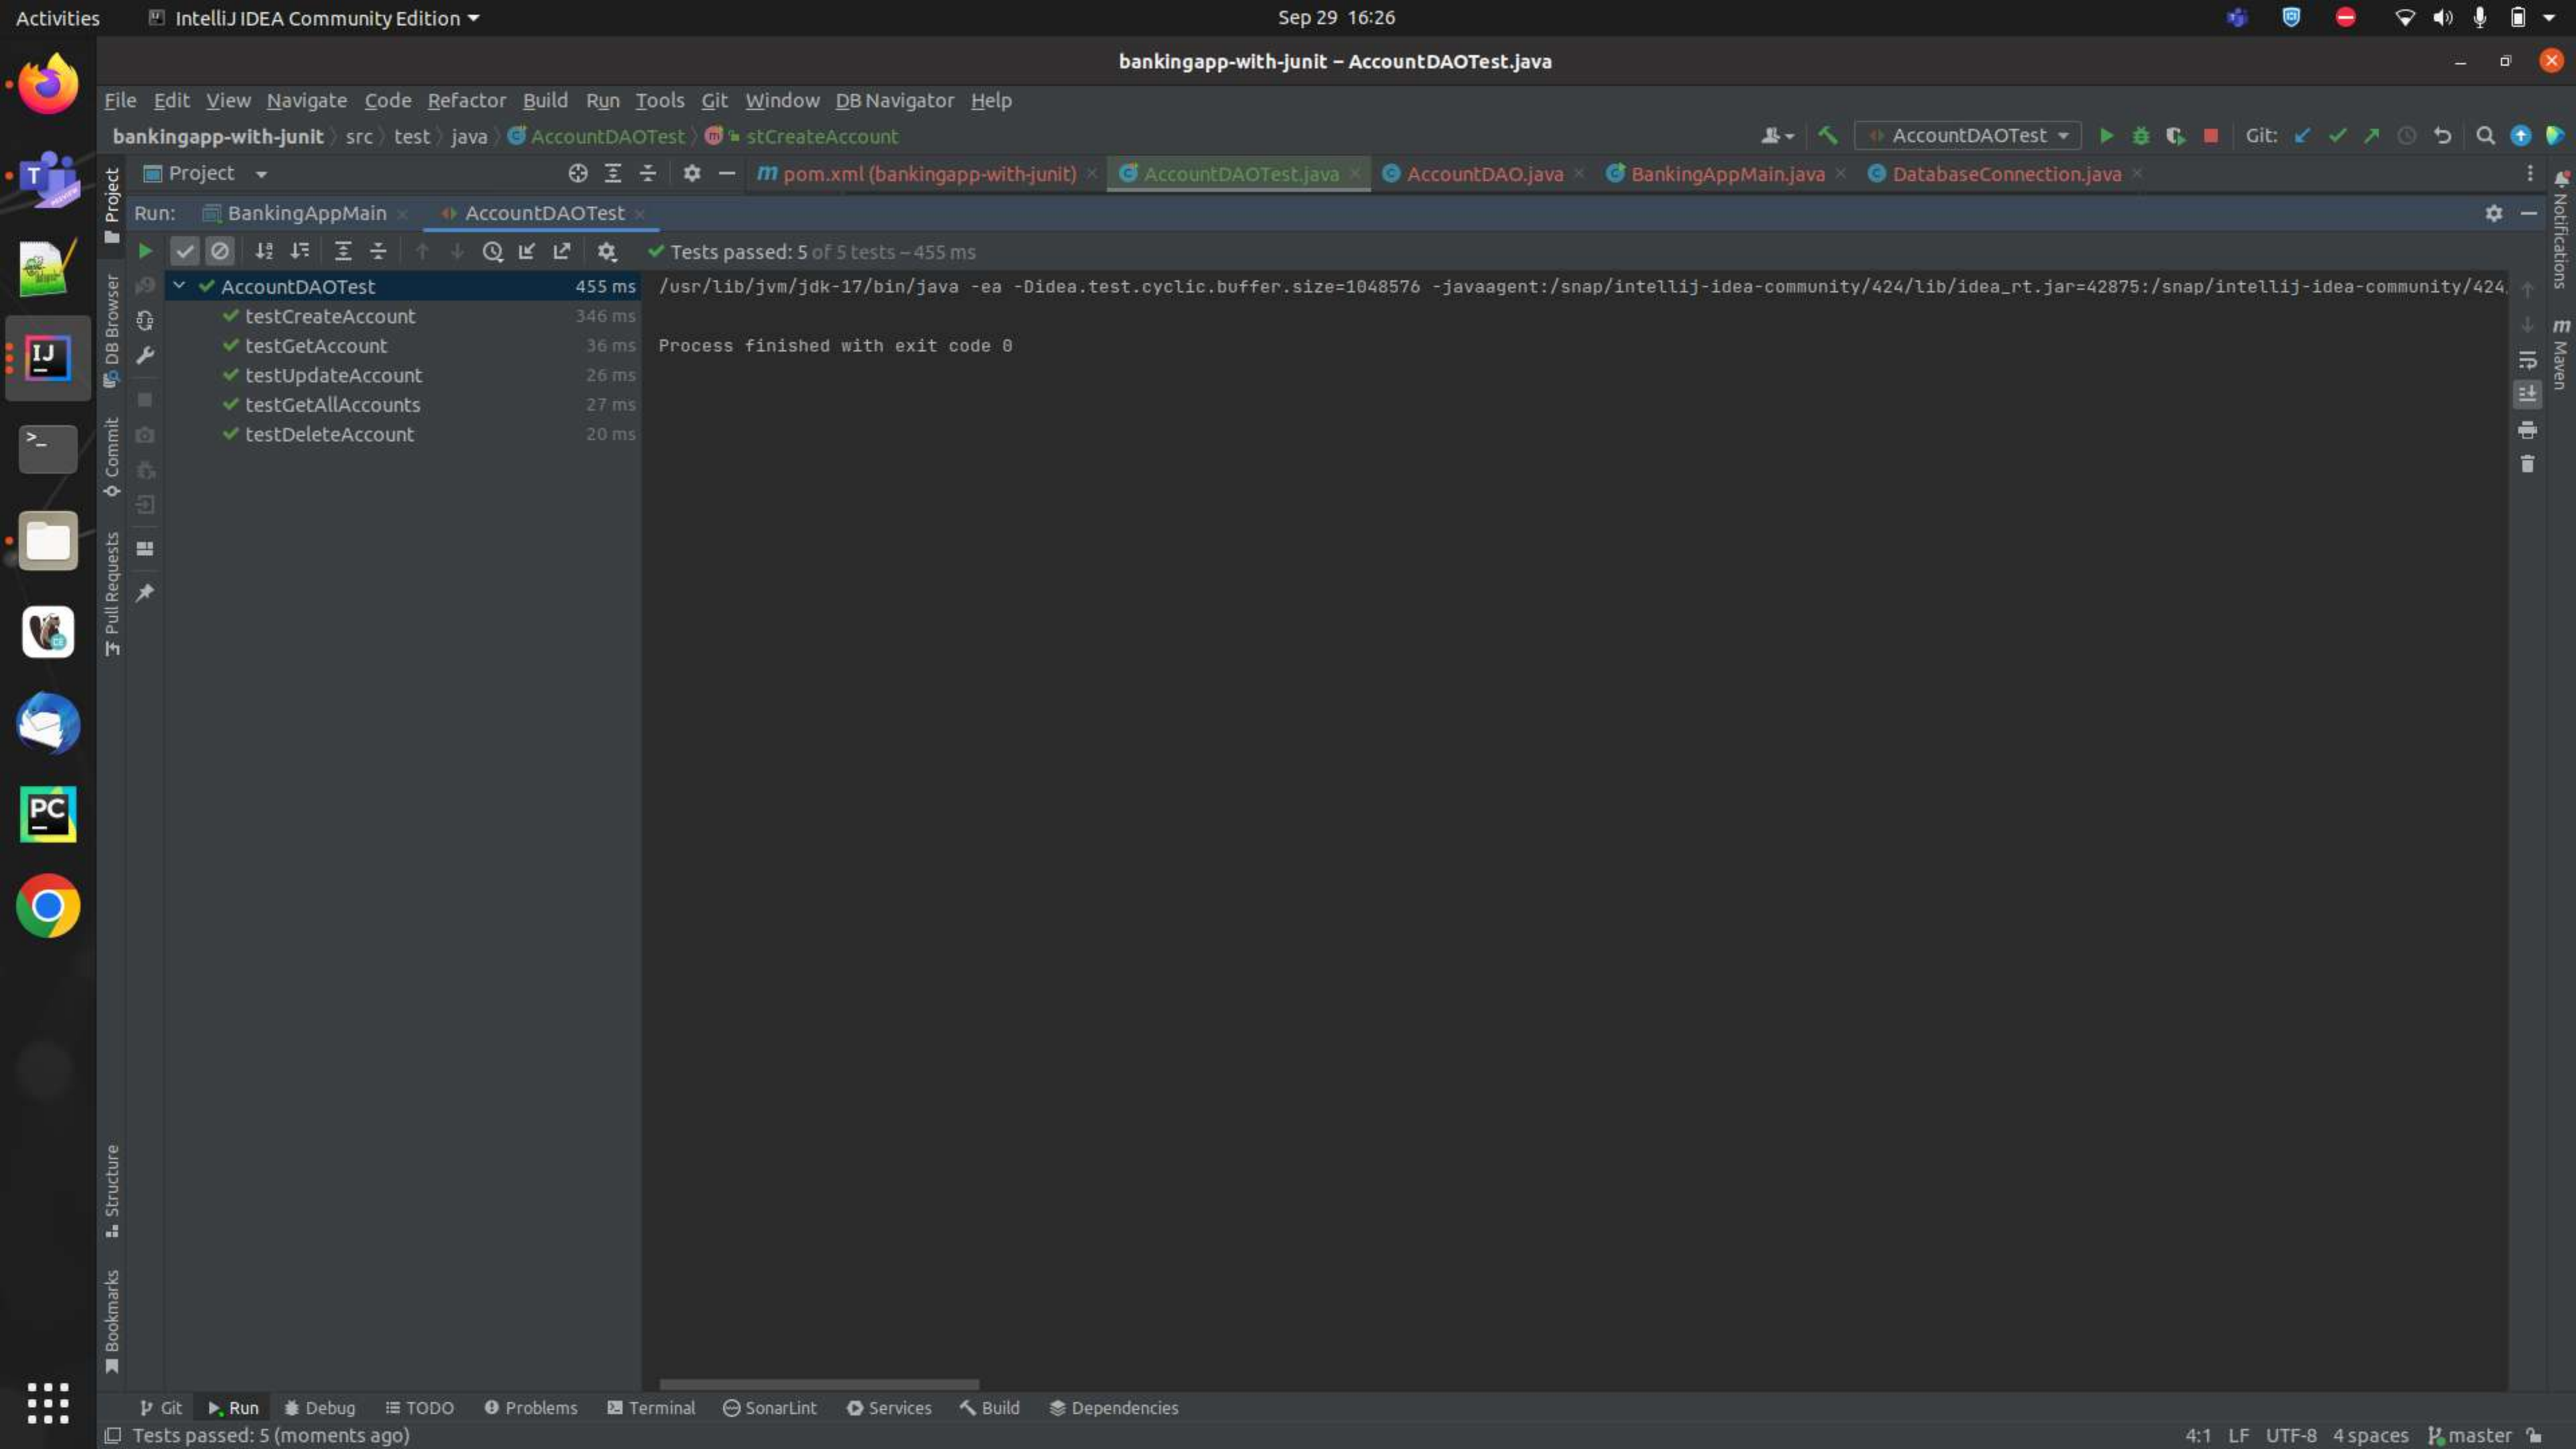 Activities IntelliJ IDEA Community Edition Sep 29 16:26
bankingapp-with-junit – AccountDAOTest.java
File Edit View Navigate Code Refactor Build Run Tools Git Window DB Navigator Help
bankingapp-with-junit src test java AccountDAOTest stCreateAccount AccountDAOTest Git:
Project pom.xml (bankingapp-with-junit) AccountDAOTest.java AccountDAO.java BankingAppMain.java DatabaseConnection.java
Run: BankingAppMain AccountDAOTest
Tests passed: 5 of 5 tests – 455 ms
AccountDAOTest 455 ms
testCreateAccount 346 ms
testGetAccount 36 ms
testUpdateAccount 26 ms
testGetAllAccounts 27 ms
testDeleteAccount 20 ms
/usr/lib/jvm/jdk-17/bin/java -ea -Didea.test.cyclic.buffer.size=1048576 -javaagent:/snap/intellij-idea-community/424/lib/idea_rt.jar=42875:/snap/intellij-idea-community/424
Process finished with exit code 0
Project
DB Browser
Commit
Pull Requests
Structure
Bookmarks
Notifications
m Maven
T
PREVIEW
IJ
>_
CE
PC
Git Run Debug TODO Problems Terminal SonarLint Services Build Dependencies
Tests passed: 5 (moments ago) 4:1 LF UTF-8 4 spaces master